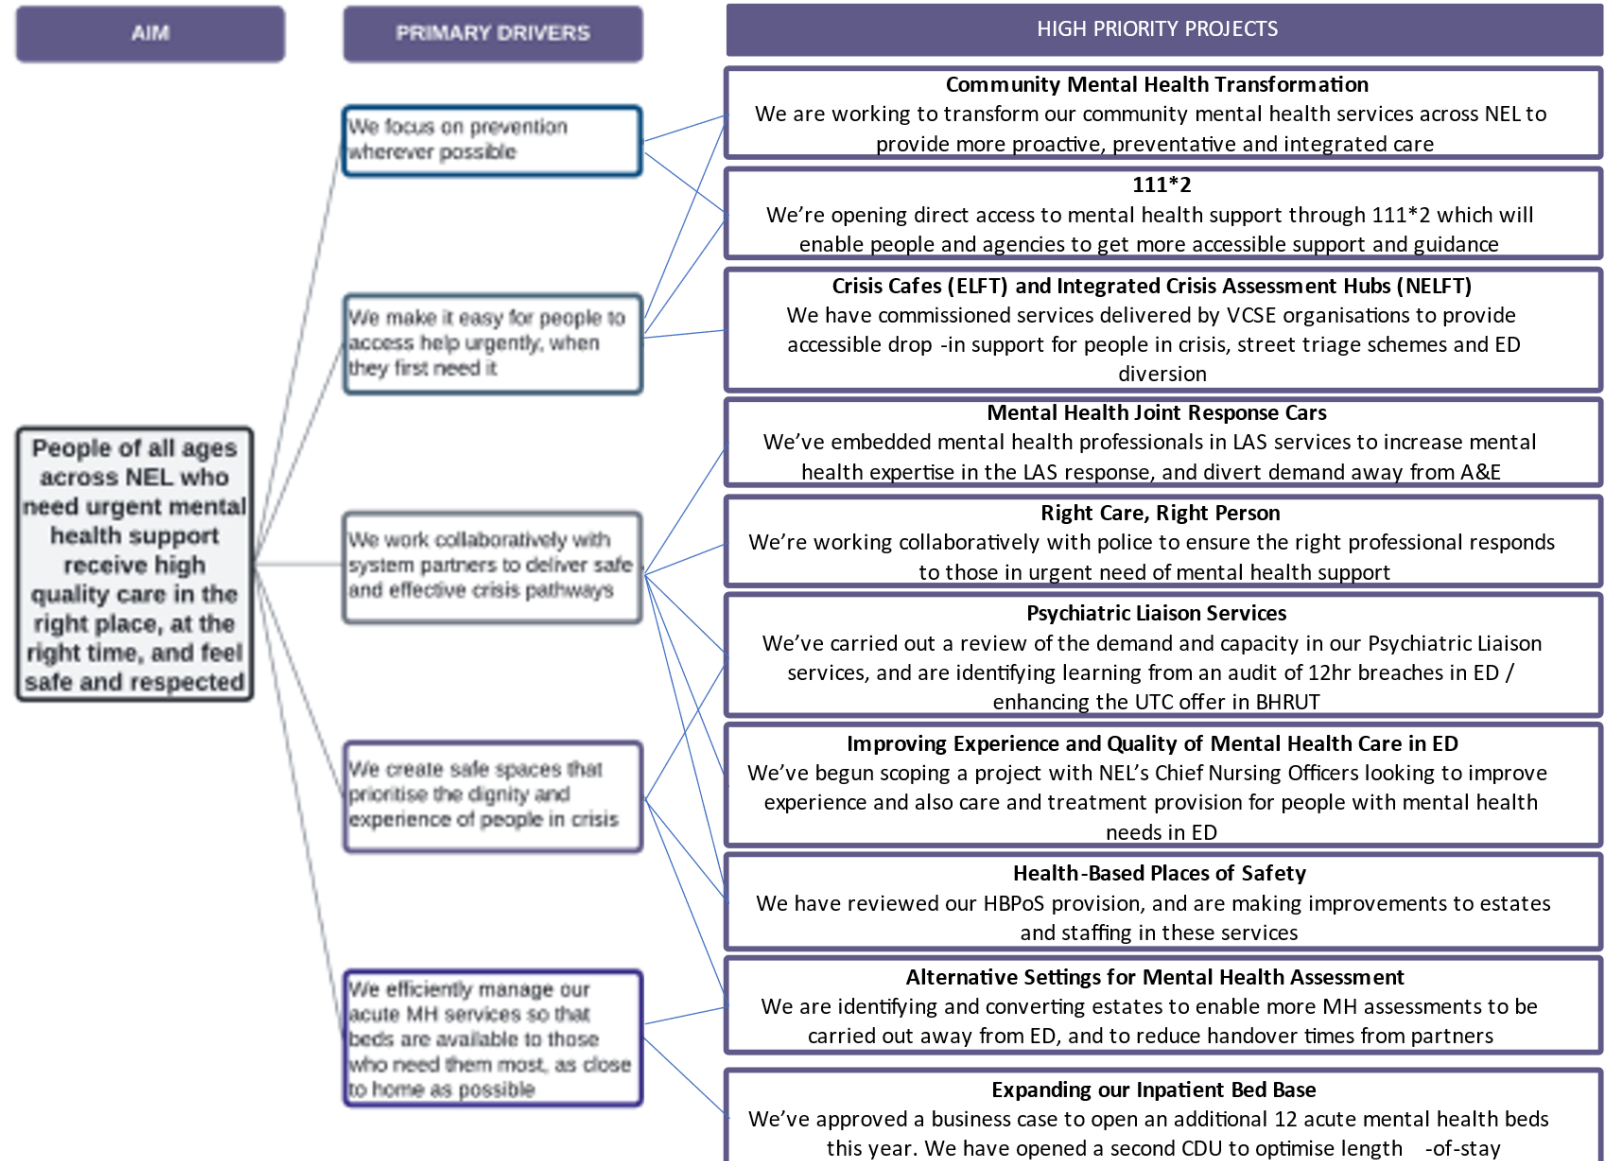 AIM
PRIMARY DRIVERS
HIGH PRIORITY PROJECTS
People of all ages
across NEL who
need urgent mental
health support
receive high
quality care in the
right place, at the
right time, and feel
safe and respected
We focus on prevention
wherever possible
We make it easy for people to
access help urgently, when
they first need it
We work collaboratively with
system partners to deliver safe
and effective crisis pathways
We create safe spaces that
prioritise the dignity and
experience of people in crisis
We efficiently manage our
acute MH services so that
beds are available to those
who need them most, as close
to home as possible
Community Mental Health Transformation
We are working to transform our community mental health services across NEL to
provide more proactive, preventative and integrated care
111*2
We’re opening direct access to mental health support through 111*2 which will
enable people and agencies to get more accessible support and guidance
Crisis Cafes (ELFT) and Integrated Crisis Assessment Hubs (NELFT)
We have commissioned services delivered by VCSE organisations to provide
accessible drop -in support for people in crisis, street triage schemes and ED
diversion
Mental Health Joint Response Cars
We’ve embedded mental health professionals in LAS services to increase mental
health expertise in the LAS response, and divert demand away from A&E
Right Care, Right Person
We’re working collaboratively with police to ensure the right professional responds
to those in urgent need of mental health support
Psychiatric Liaison Services
We’ve carried out a review of the demand and capacity in our Psychiatric Liaison
services, and are identifying learning from an audit of 12hr breaches in ED /
enhancing the UTC offer in BHRUT
Improving Experience and Quality of Mental Health Care in ED
We’ve begun scoping a project with NEL’s Chief Nursing Officers looking to improve
experience and also care and treatment provision for people with mental health
needs in ED
Health-Based Places of Safety
We have reviewed our HBPoS provision, and are making improvements to estates
and staffing in these services
Alternative Settings for Mental Health Assessment
We are identifying and converting estates to enable more MH assessments to be
carried out away from ED, and to reduce handover times from partners
Expanding our Inpatient Bed Base
We’ve approved a business case to open an additional 12 acute mental health beds
this year. We have opened a second CDU to optimise length -of-stay